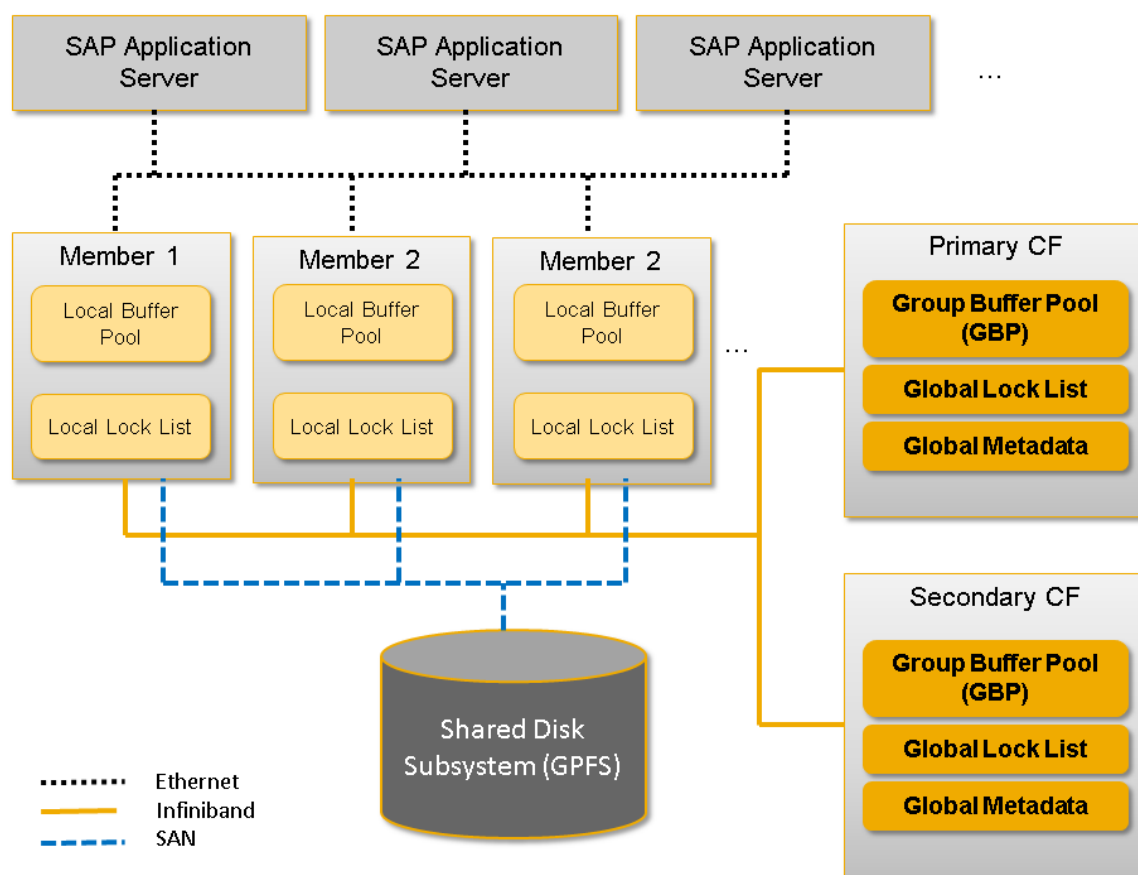 SAP Application
Server
SAP Application
Server
SAP Application
Server
...
Member 1
Local Buffer
Pool
Local Lock List
Member 2
Local Buffer
Pool
Local Lock List
Member 2
Local Buffer
Pool
Local Lock List
...
Primary CF
Group Buffer Pool
(GBP)
Global Lock List
Global Metadata
Secondary CF
Group Buffer Pool
(GBP)
Global Lock List
Global Metadata
Shared Disk
Subsystem (GPFS)
Ethernet
Infiniband
SAN